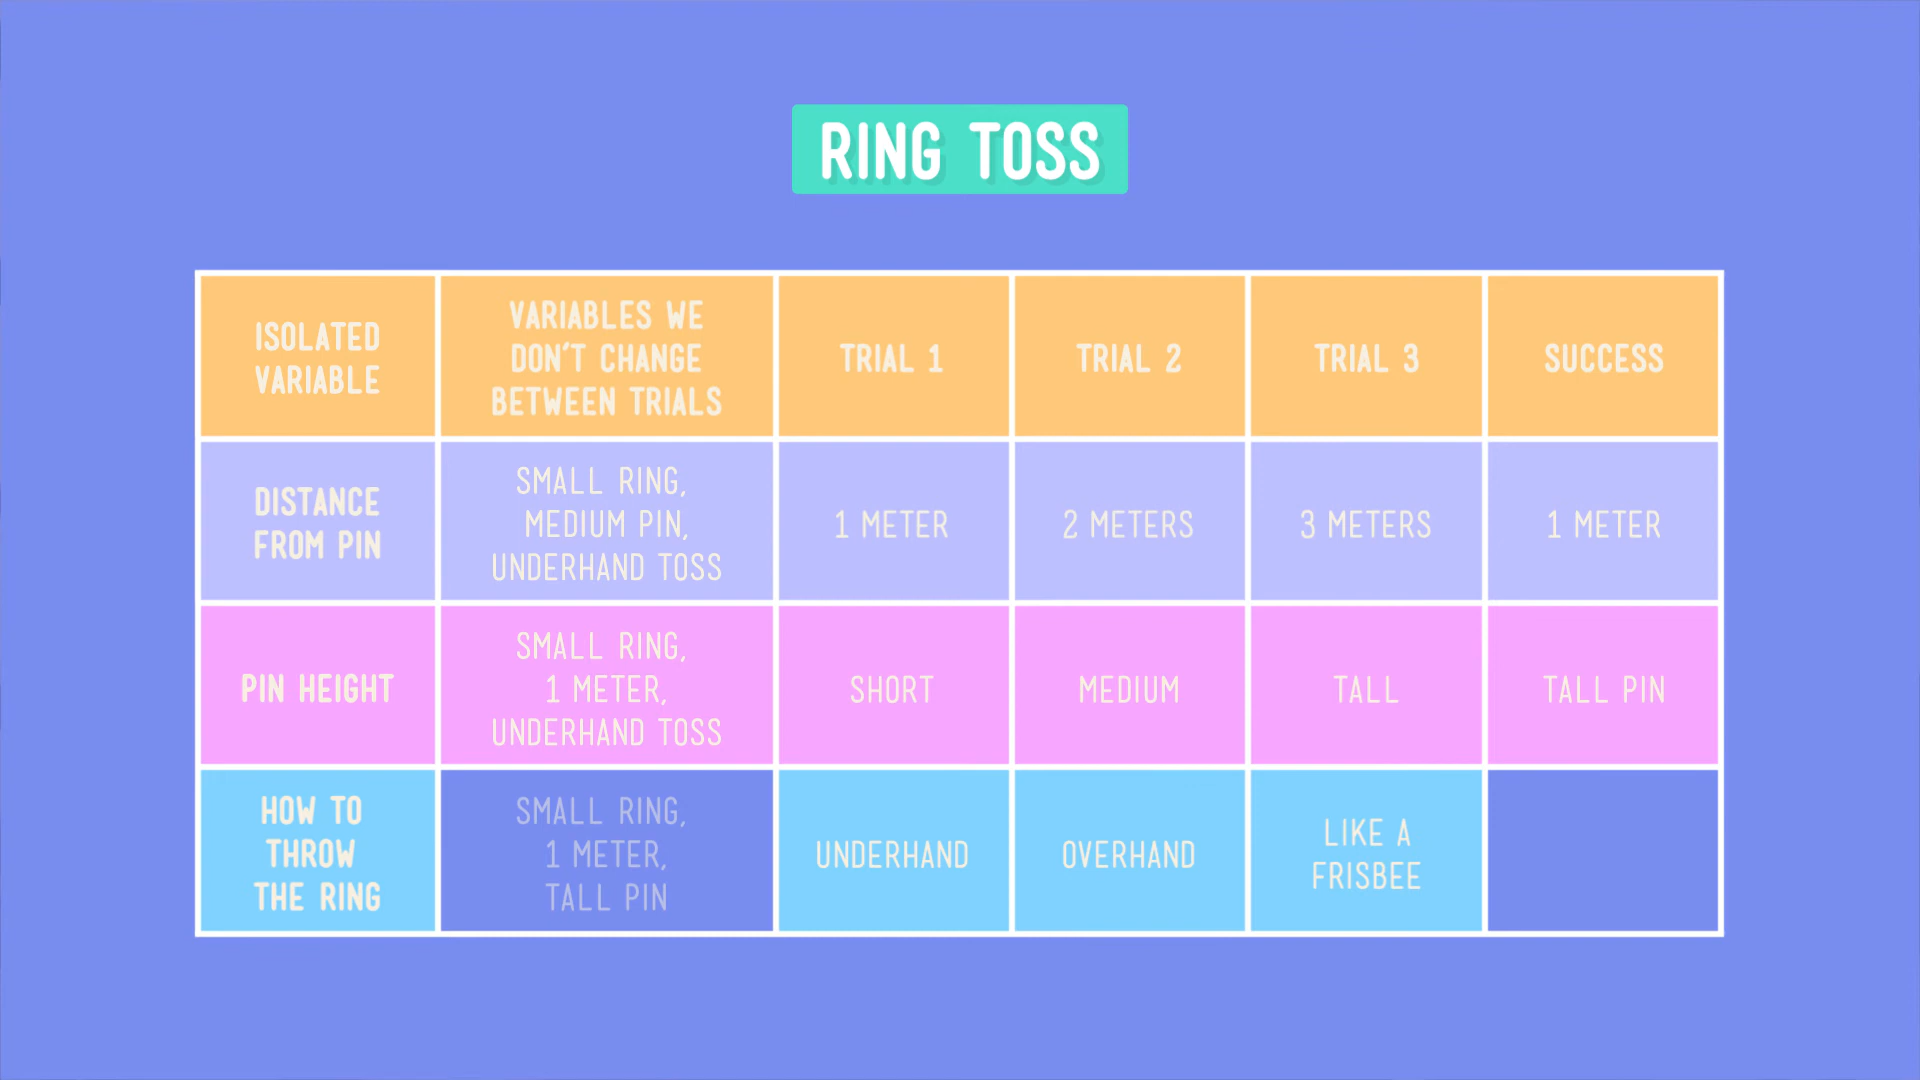 RING TOSS
ISOLATED
VARIABLE
VARIABLES WE
DON'T CHANGE
BETWEEN TRIALS
TRIAL 1
TRIAL 2
TRIAL 3
SUCCESS
DISTANCE
FROM PIN
SMALL RING,
MEDIUM PIN,
UNDERHAND TOSS
1 METER
2 METERS
3 METERS
1 METER
PIN HEIGHT
SMALL RING,
1 METER,
UNDERHAND TOSS
SHORT
MEDIUM
TALL
TALL PIN
HOW TO
THROW
THE RING
SMALL RING,
1 METER,
TALL PIN
UNDERHAND
OVERHAND
LIKE A
FRISBEE